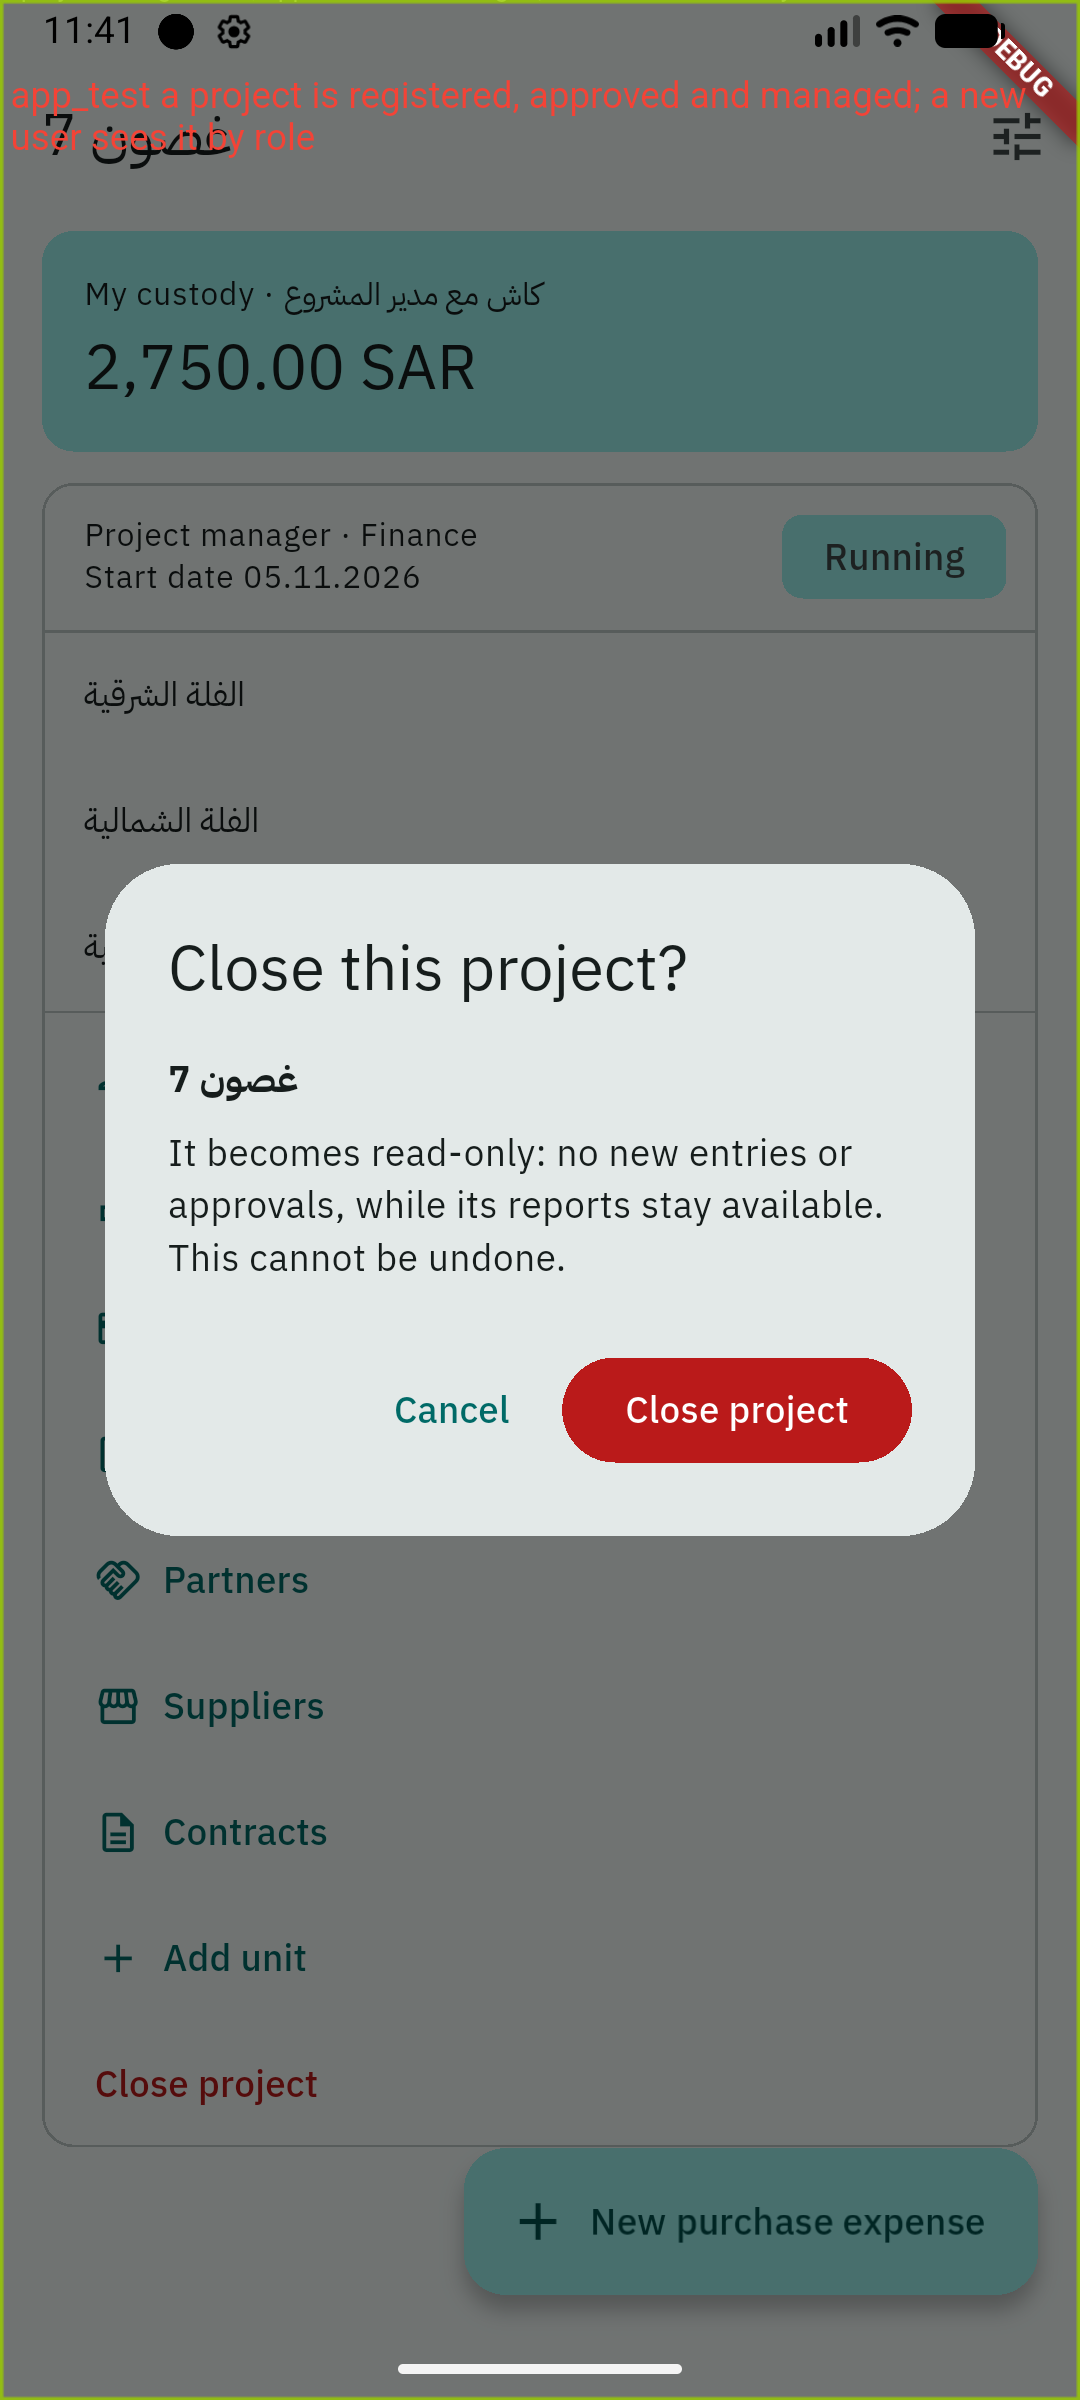 11:41
DEBUG
app_test a project is registered, approved and managed; a new
user sees it by role
غصون 7
My custody · كاش مع مدير المشروع
2,750.00 SAR
Project manager · Finance
Start date 05.11.2026
Running
الفلة الشرقية
الفلة الشمالية
Close this project?
غصون 7
It becomes read-only: no new entries or
approvals, while its reports stay available.
This cannot be undone.
Cancel
Close project
Partners
Suppliers
Contracts
Add unit
Close project
New purchase expense